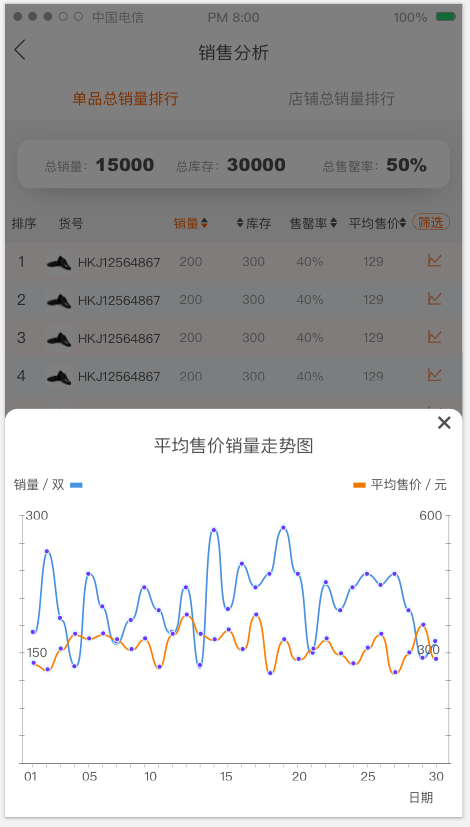 中国电信 PM 8:00 100%
销售分析
单品总销量排行 店铺总销量排行
总销量：15000 总库存：30000 总售罄率：50%
排序 货号 销量 库存 售罄率 平均售价 筛选
1 HKJ12564867 200 300 40% 129
2 HKJ12564867 200 300 40% 129
3 HKJ12564867 200 300 40% 129
4 HKJ12564867 200 300 40% 129
平均售价销量走势图
销量 / 双 平均售价 / 元
300 600
150 300
01 05 10 15 20 25 30
日期